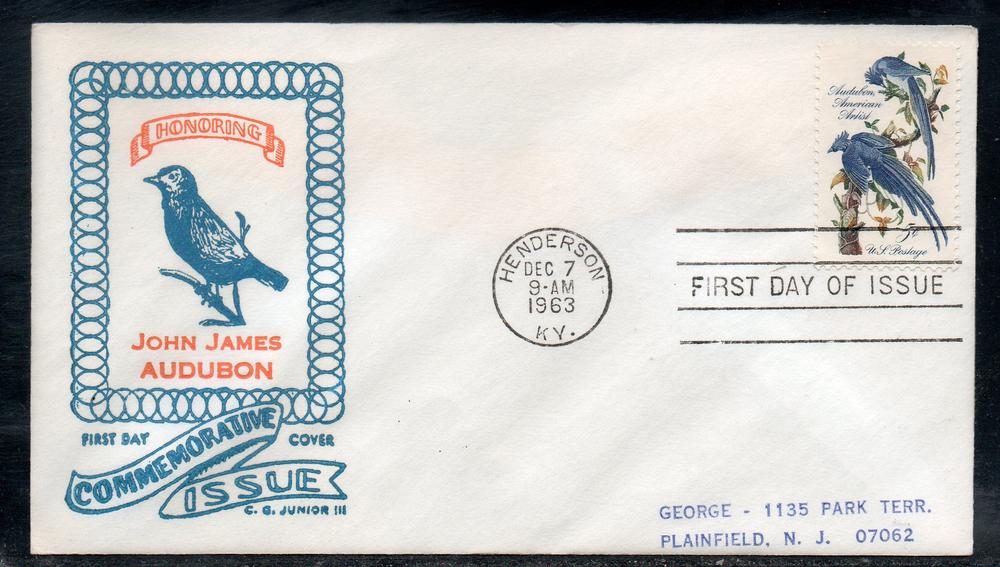 HONORING
JOHN JAMES
AUDUBON
FIRST DAY COVER
COMMEMORATIVE
ISSUE
C. G. JUNIOR III
HENDERSON
DEC 7
9-AM
1963
KY.
Audubon,
American
Artist
5¢
U.S. Postage
FIRST DAY OF ISSUE
GEORGE - 1135 PARK TERR.
PLAINFIELD, N. J. 07062